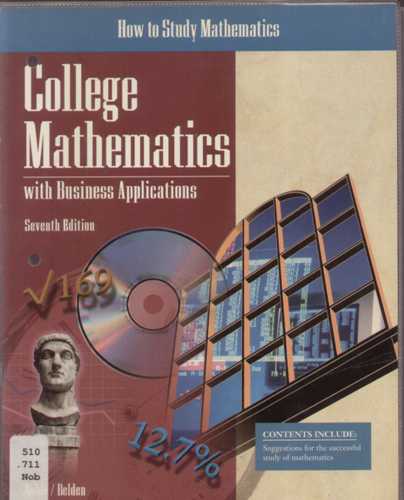 How to Study Mathematics
College
Mathematics
with Business Applications
Seventh Edition
√169
12.7%
CONTENTS INCLUDE:
Suggestions for the successful
study of mathematics
510
.711
Nob
/ Belden